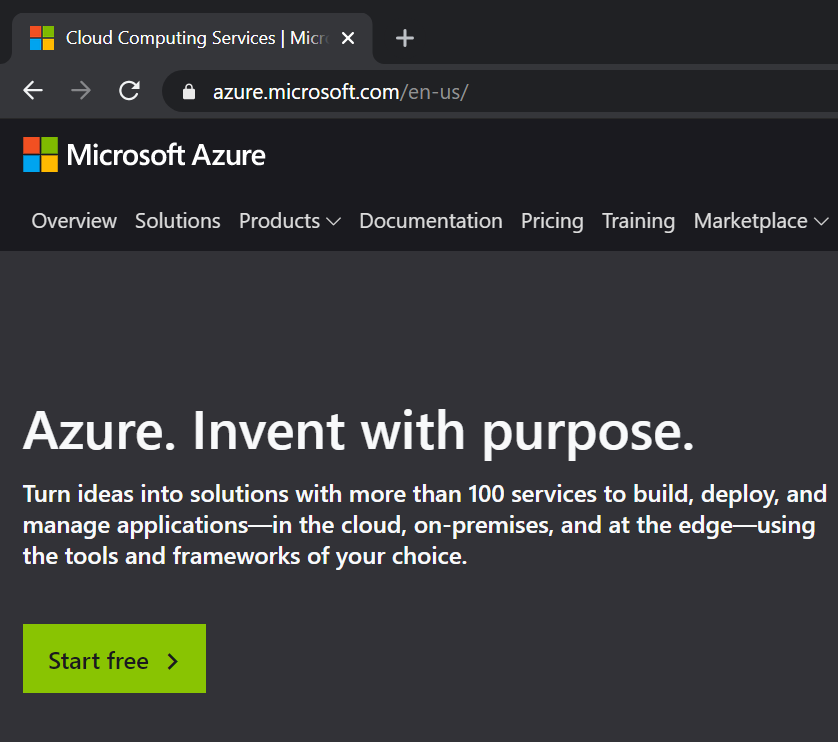 Cloud Computing Services | Micr
azure.microsoft.com/en-us/
Microsoft Azure
Overview Solutions Products Documentation Pricing Training Marketplace
Azure. Invent with purpose.
Turn ideas into solutions with more than 100 services to build, deploy, and
manage applications—in the cloud, on-premises, and at the edge—using
the tools and frameworks of your choice.
Start free